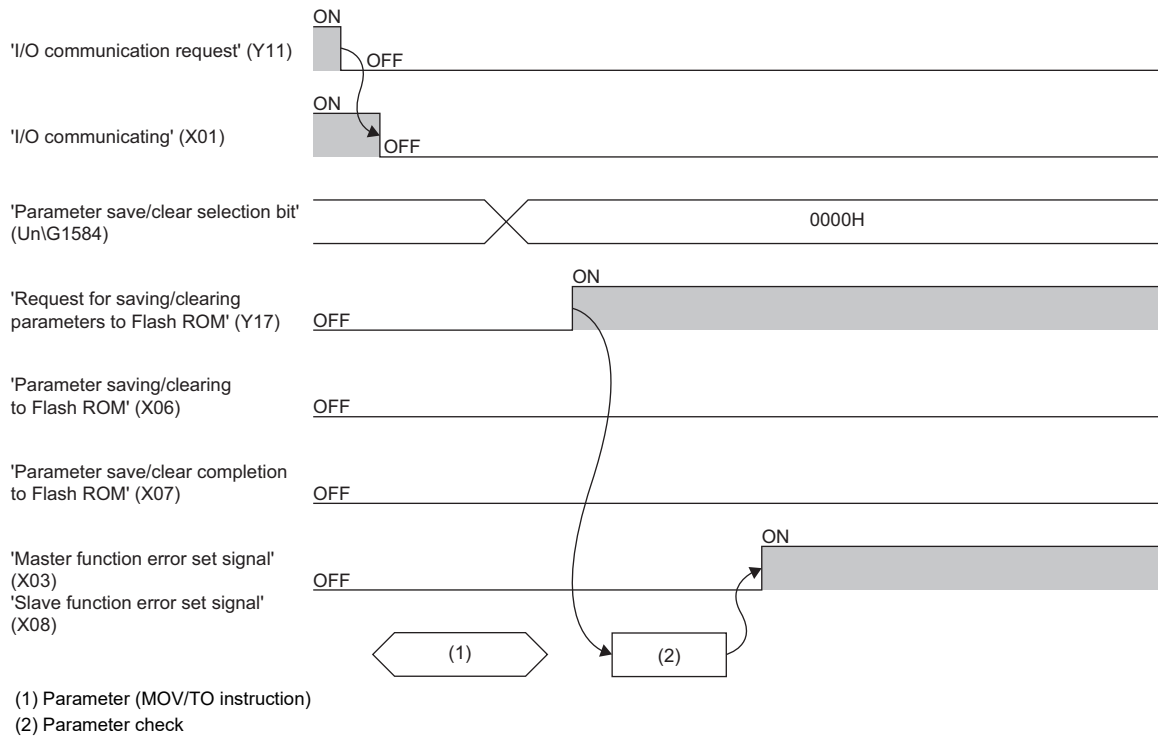 ON
'I/O communication request' (Y11)
OFF
ON
'I/O communicating' (X01)
OFF
'Parameter save/clear selection bit'
(Un\G1584)
0000H
ON
'Request for saving/clearing
parameters to Flash ROM' (Y17)
OFF
'Parameter saving/clearing
to Flash ROM' (X06)
OFF
'Parameter save/clear completion
to Flash ROM' (X07)
OFF
ON
'Master function error set signal'
(X03)
OFF
'Slave function error set signal'
(X08)
(1)
(2)
(1) Parameter (MOV/TO instruction)
(2) Parameter check